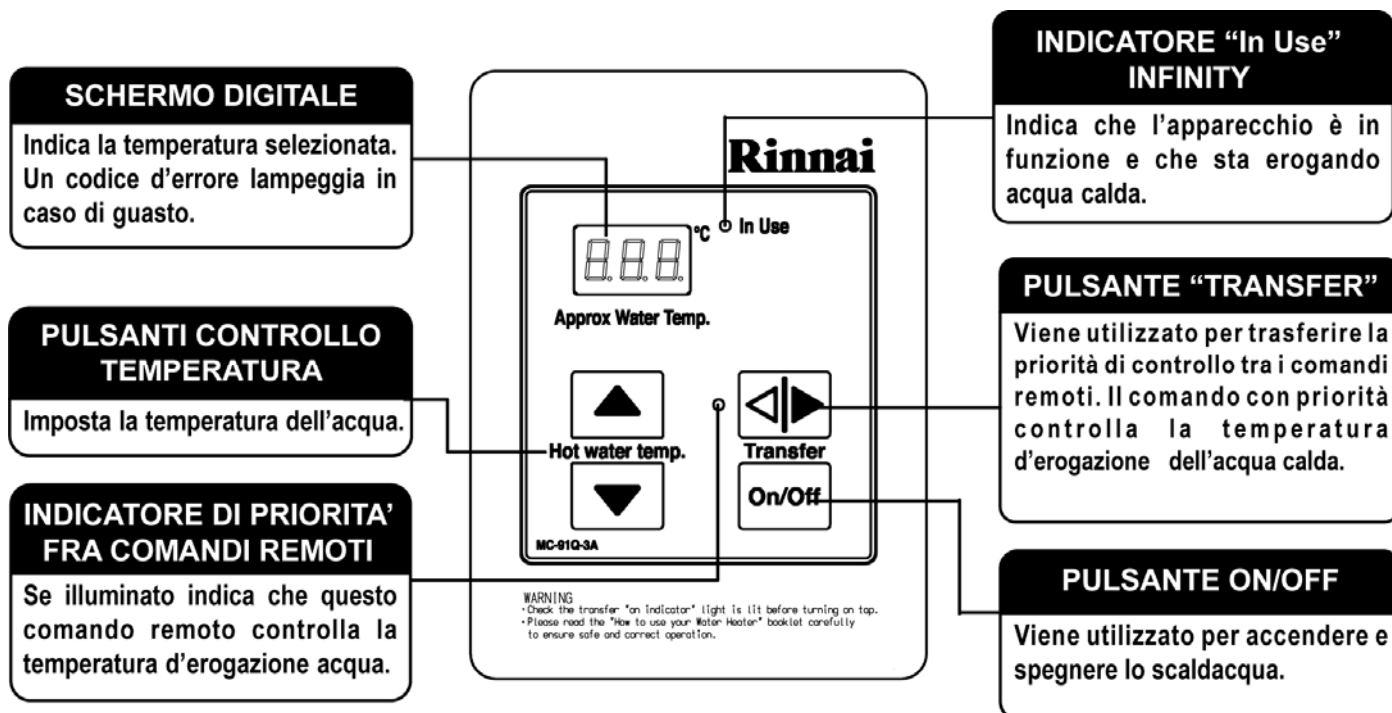 SCHERMO DIGITALE
Indica la temperatura selezionata.
Un codice d'errore lampeggia in
caso di guasto.
PULSANTI CONTROLLO
TEMPERATURA
Imposta la temperatura dell'acqua.
INDICATORE DI PRIORITA'
FRA COMANDI REMOTI
Se illuminato indica che questo
comando remoto controlla la
temperatura d'erogazione acqua.
Rinnai
8.8.8.
°C
In Use
Approx Water Temp.
Hot water temp.
Transfer
On/Off
MC-91Q-3A
WARNING
・Check the transfer "on indicator" light is lit before turning on tap.
・Please read the "How to use your Water Heater" booklet carefully
to ensure safe and correct operation.
INDICATORE “In Use”
INFINITY
Indica che l'apparecchio è in
funzione e che sta erogando
acqua calda.
PULSANTE “TRANSFER”
Viene utilizzato per trasferire la
priorità di controllo tra i comandi
remoti. Il comando con priorità
controlla la temperatura
d'erogazione dell'acqua calda.
PULSANTE ON/OFF
Viene utilizzato per accendere e
spegnere lo scaldacqua.